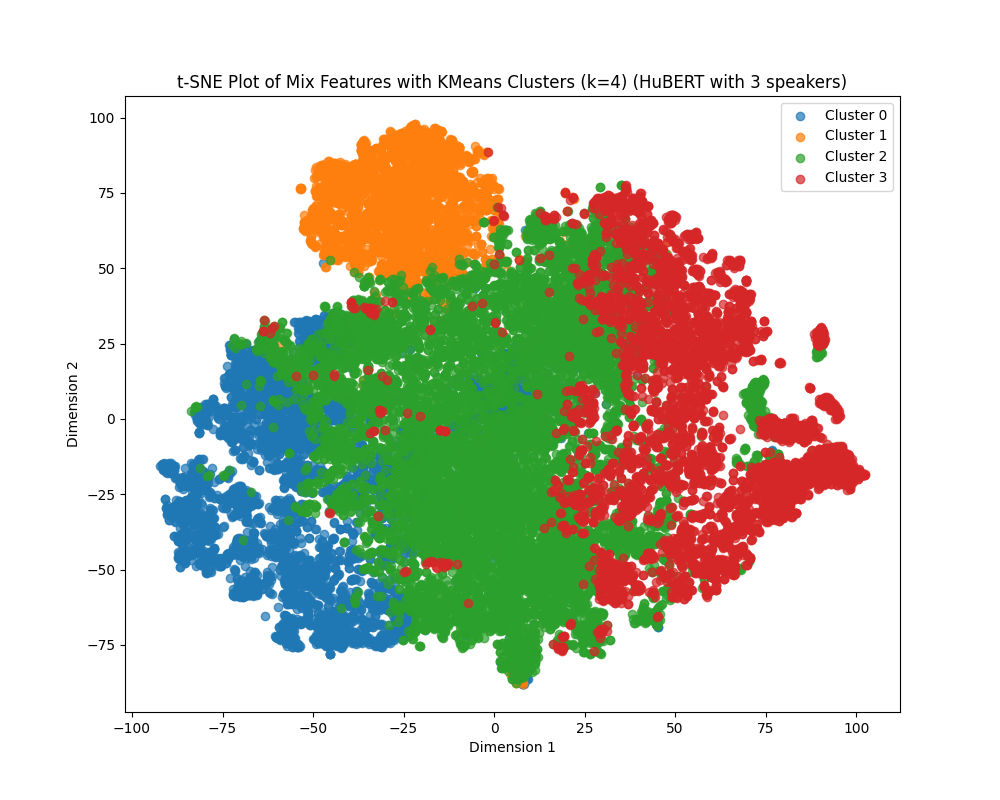 t-SNE Plot of Mix Features with KMeans Clusters (k=4) (HuBERT with 3 speakers)
Cluster 0
Cluster 1
Cluster 2
Cluster 3
100
75
50
25
0
−25
−50
−75
Dimension 2
−100
−75
−50
−25
0
25
50
75
100
Dimension 1